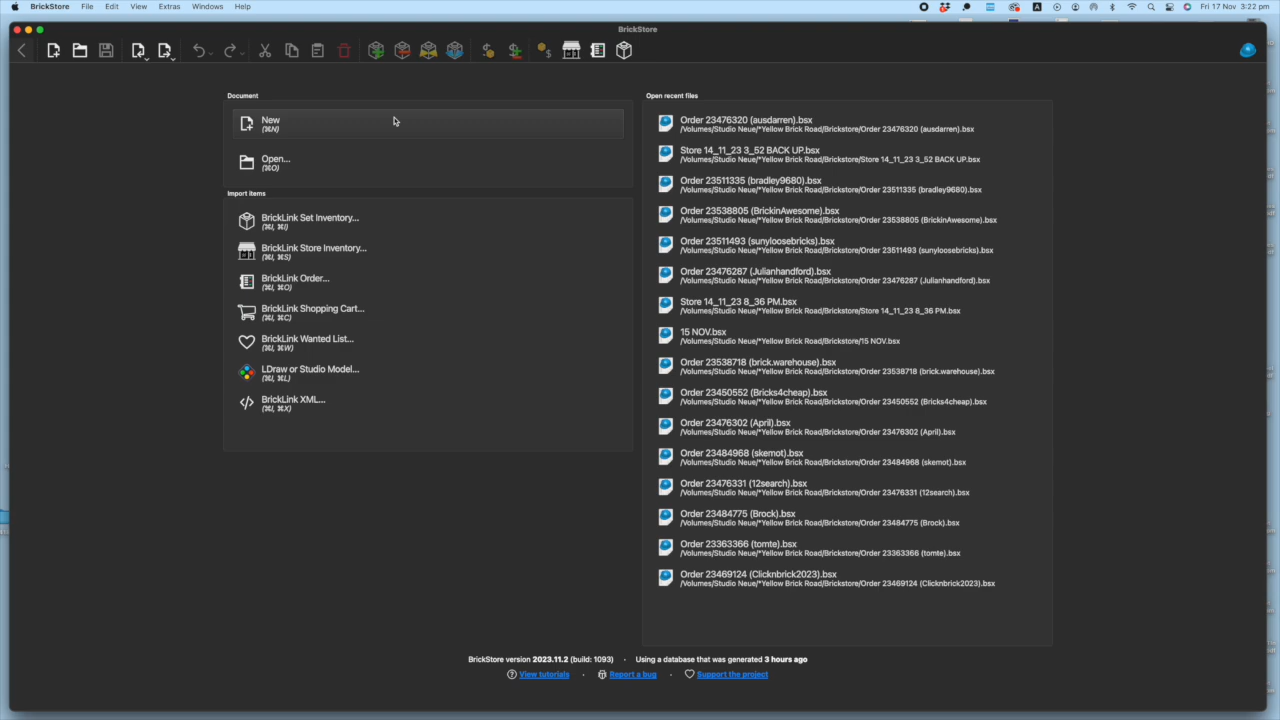 BrickStore File Edit View Extras Windows Help
A
Fri 17 Nov 3:22 pm
BrickStore
Document
New
(⌘N)
Open...
(⌘O)
Import items
BrickLink Set Inventory...
(⌘I, ⌘I)
BrickLink Store Inventory...
(⌘I, ⌘S)
BrickLink Order...
(⌘I, ⌘O)
BrickLink Shopping Cart...
(⌘I, ⌘C)
BrickLink Wanted List...
(⌘I, ⌘W)
LDraw or Studio Model...
(⌘I, ⌘L)
BrickLink XML...
(⌘I, ⌘X)
Open recent files
Order 23476320 (ausdarren).bsx
/Volumes/Studio Neue/*Yellow Brick Road/Brickstore/Order 23476320 (ausdarren).bsx
Store 14_11_23 3_52 BACK UP.bsx
/Volumes/Studio Neue/*Yellow Brick Road/Brickstore/Store 14_11_23 3_52 BACK UP.bsx
Order 23511335 (bradley9680).bsx
/Volumes/Studio Neue/*Yellow Brick Road/Brickstore/Order 23511335 (bradley9680).bsx
Order 23538805 (BrickinAwesome).bsx
/Volumes/Studio Neue/*Yellow Brick Road/Brickstore/Order 23538805 (BrickinAwesome).bsx
Order 23511493 (sunyloosebricks).bsx
/Volumes/Studio Neue/*Yellow Brick Road/Brickstore/Order 23511493 (sunyloosebricks).bsx
Order 23476287 (Julianhandford).bsx
/Volumes/Studio Neue/*Yellow Brick Road/Brickstore/Order 23476287 (Julianhandford).bsx
Store 14_11_23 8_36 PM.bsx
/Volumes/Studio Neue/*Yellow Brick Road/Brickstore/Store 14_11_23 8_36 PM.bsx
15 NOV.bsx
/Volumes/Studio Neue/*Yellow Brick Road/Brickstore/15 NOV.bsx
Order 23538718 (brick.warehouse).bsx
/Volumes/Studio Neue/*Yellow Brick Road/Brickstore/Order 23538718 (brick.warehouse).bsx
Order 23450552 (Bricks4cheap).bsx
/Volumes/Studio Neue/*Yellow Brick Road/Brickstore/Order 23450552 (Bricks4cheap).bsx
Order 23476302 (April).bsx
/Volumes/Studio Neue/*Yellow Brick Road/Brickstore/Order 23476302 (April).bsx
Order 23484968 (skemot).bsx
/Volumes/Studio Neue/*Yellow Brick Road/Brickstore/Order 23484968 (skemot).bsx
Order 23476331 (12search).bsx
/Volumes/Studio Neue/*Yellow Brick Road/Brickstore/Order 23476331 (12search).bsx
Order 23484775 (Brock).bsx
/Volumes/Studio Neue/*Yellow Brick Road/Brickstore/Order 23484775 (Brock).bsx
Order 23363366 (tomte).bsx
/Volumes/Studio Neue/*Yellow Brick Road/Brickstore/Order 23363366 (tomte).bsx
Order 23469124 (Clicknbrick2023).bsx
/Volumes/Studio Neue/*Yellow Brick Road/Brickstore/Order 23469124 (Clicknbrick2023).bsx
BrickStore version 2023.11.2 (build: 1093) · Using a database that was generated 3 hours ago
View tutorials · Report a bug · Support the project